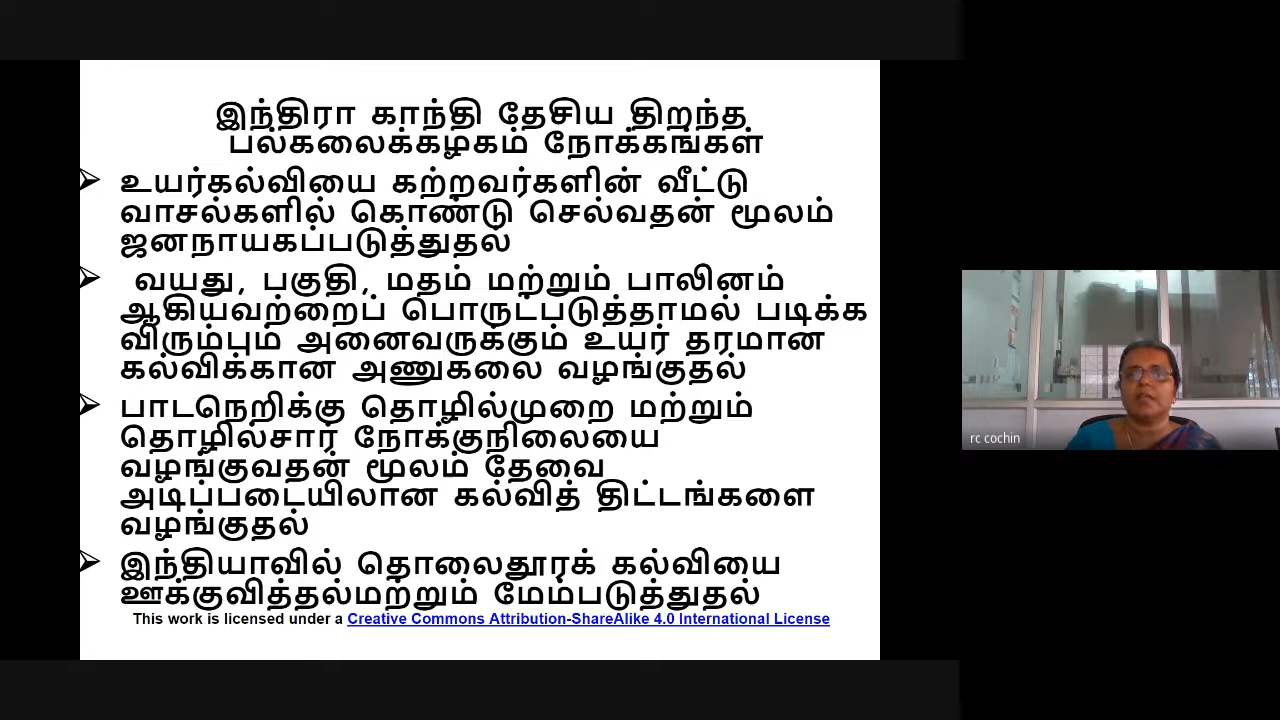 இந்திரா காந்தி தேசிய திறந்த
பல்கலைக்கழகம் நோக்கங்கள்
➢ உயர்கல்வியை கற்றவர்களின் வீட்டு
வாசல்களில் கொண்டு செல்வதன் மூலம்
ஜனநாயகப்படுத்துதல்
➢ வயது, பகுதி, மதம் மற்றும் பாலினம்
ஆகியவற்றைப் பொருட்படுத்தாமல் படிக்க
விரும்பும் அனைவருக்கும் உயர் தரமான
கல்விக்கான அணுகலை வழங்குதல்
➢ பாடநெறிக்கு தொழில்முறை மற்றும்
தொழில்சார் நோக்குநிலையை
வழங்குவதன் மூலம் தேவை
அடிப்படையிலான கல்வித் திட்டங்களை
வழங்குதல்
➢ இந்தியாவில் தொலைதூரக் கல்வியை
ஊக்குவித்தல்மற்றும் மேம்படுத்துதல்
This work is licensed under a Creative Commons Attribution-ShareAlike 4.0 International License
rc cochin